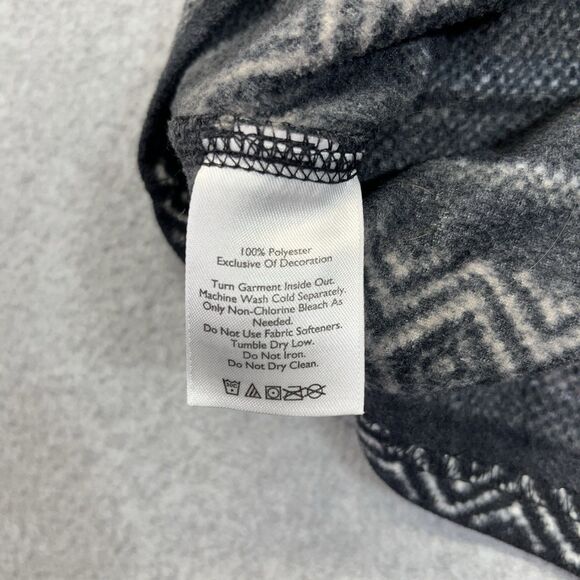 100% Polyester
Exclusive Of Decoration
Turn Garment Inside Out.
Machine Wash Cold Separately.
Only Non-Chlorine Bleach As
Needed.
Do Not Use Fabric Softeners.
Tumble Dry Low.
Do Not Iron.
Do Not Dry Clean.